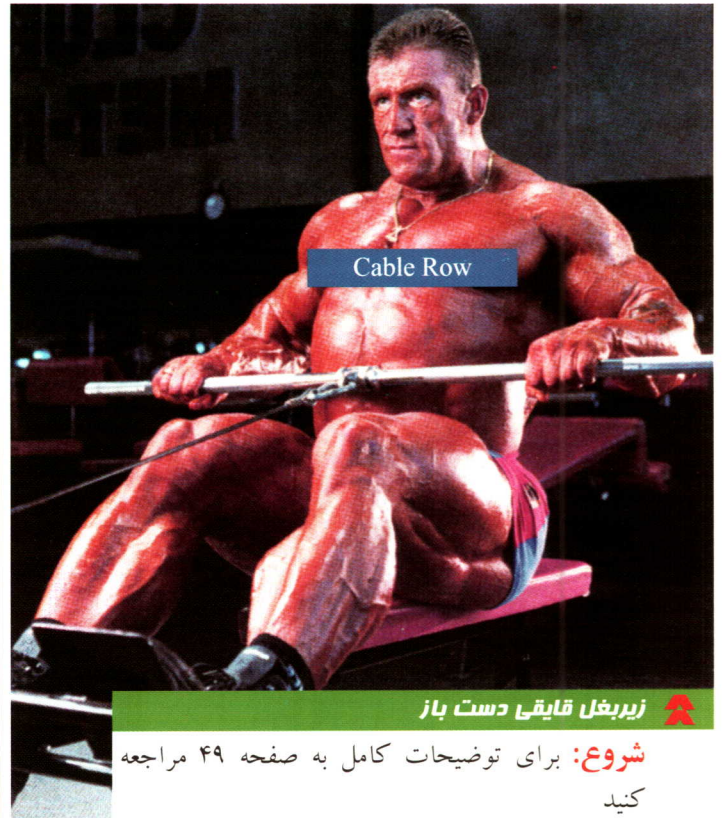 Cable Row
زیربغل قایقی دست باز
شروع: برای توضیحات کامل به صفحه ۴۹ مراجعه
کنید